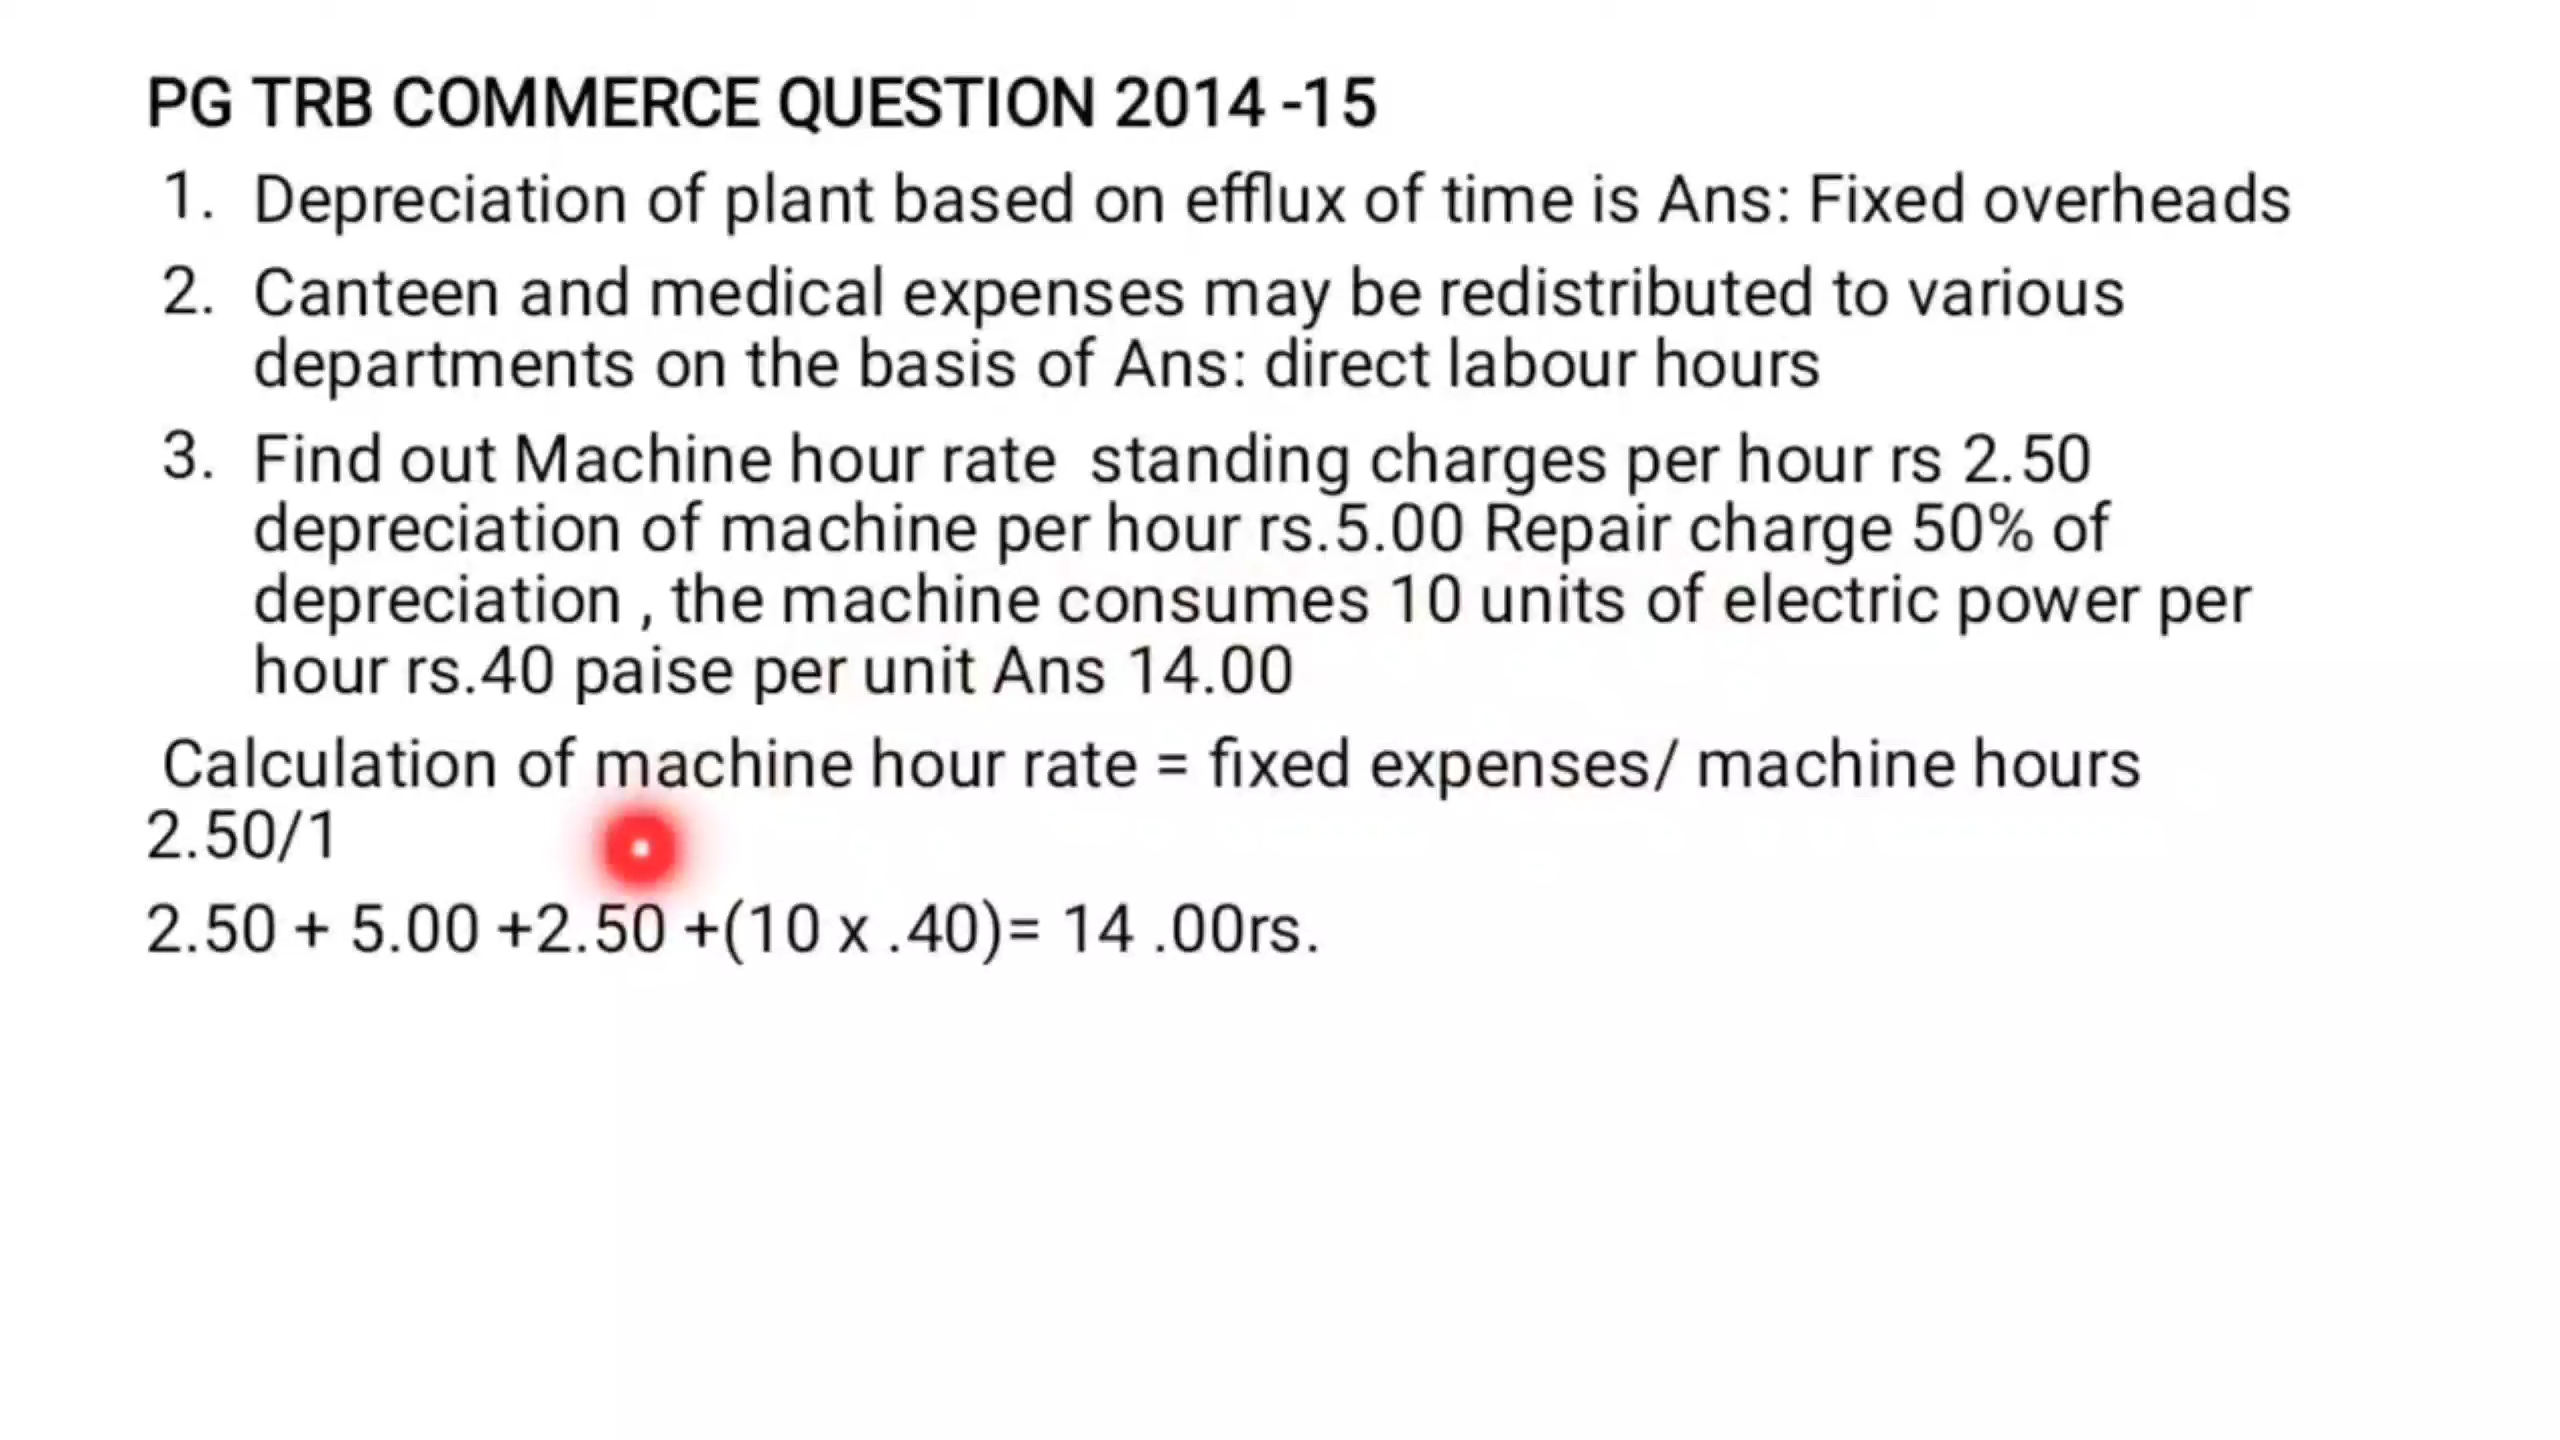 PG TRB COMMERCE QUESTION 2014 -15
1. Depreciation of plant based on efflux of time is Ans: Fixed overheads
2. Canteen and medical expenses may be redistributed to various
departments on the basis of Ans: direct labour hours
3. Find out Machine hour rate standing charges per hour rs 2.50
depreciation of machine per hour rs.5.00 Repair charge 50% of
depreciation , the machine consumes 10 units of electric power per
hour rs.40 paise per unit Ans 14.00
Calculation of machine hour rate = fixed expenses/ machine hours
2.50/1
2.50 + 5.00 +2.50 +(10 x .40)= 14 .00rs.